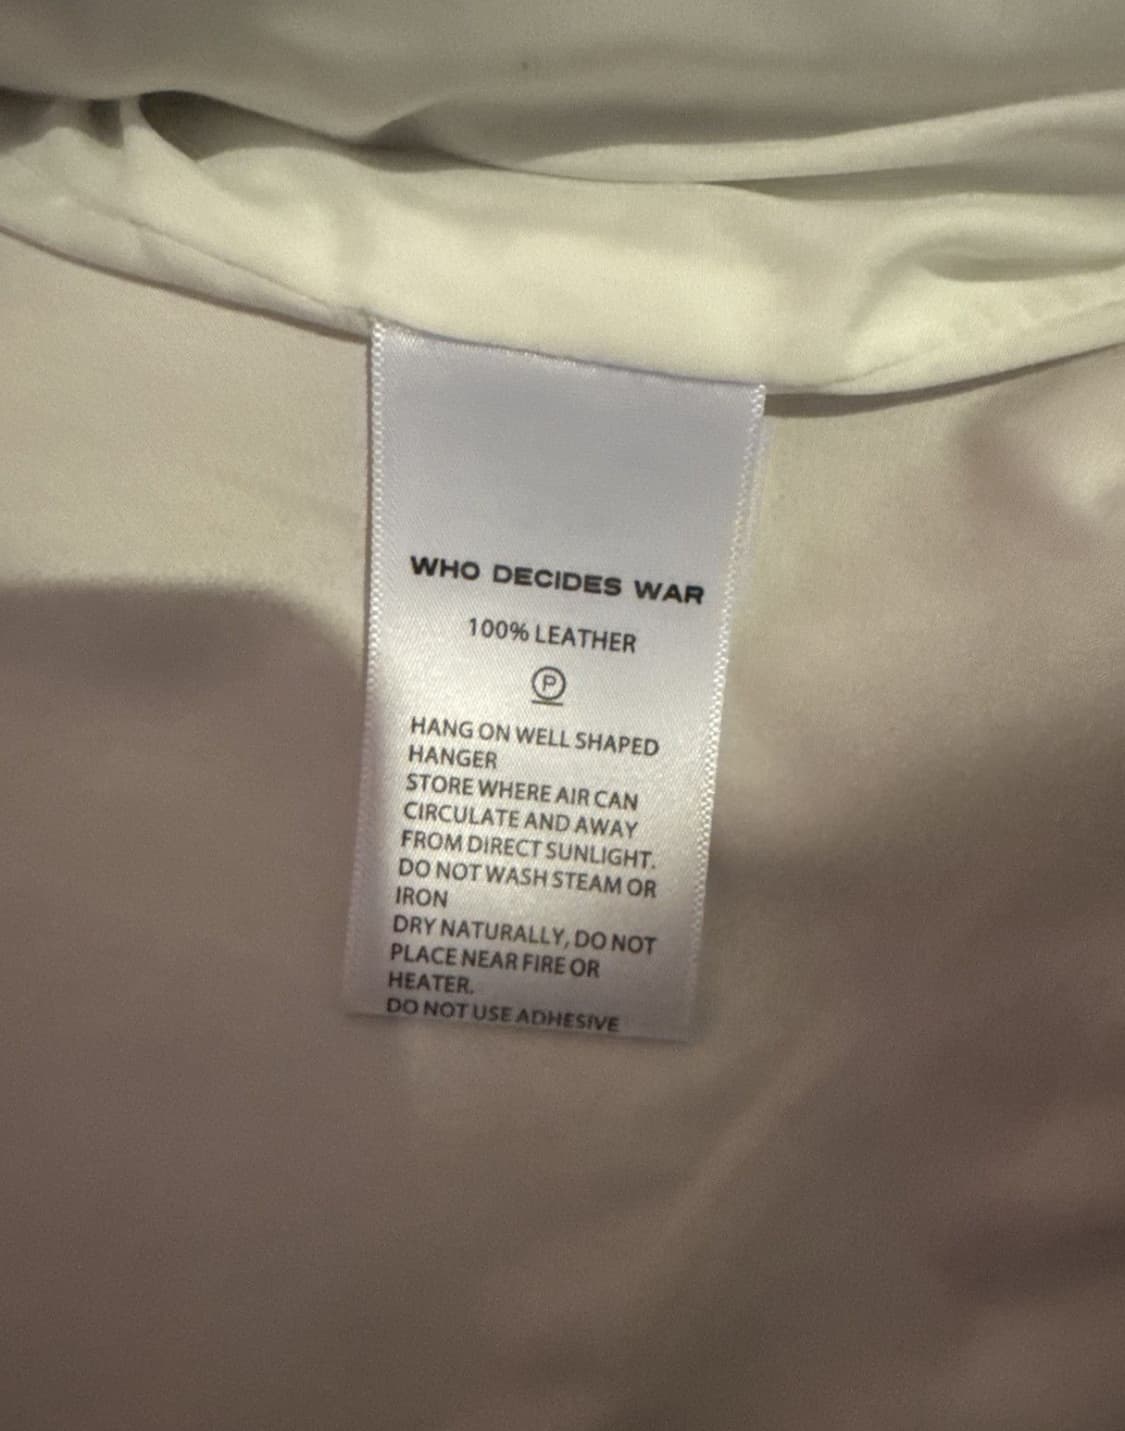 WHO DECIDES WAR
100% LEATHER
P
HANG ON WELL SHAPED
HANGER
STORE WHERE AIR CAN
CIRCULATE AND AWAY
FROM DIRECT SUNLIGHT.
DO NOT WASH STEAM OR
IRON
DRY NATURALLY, DO NOT
PLACE NEAR FIRE OR
HEATER.
DO NOT USE ADHESIVE